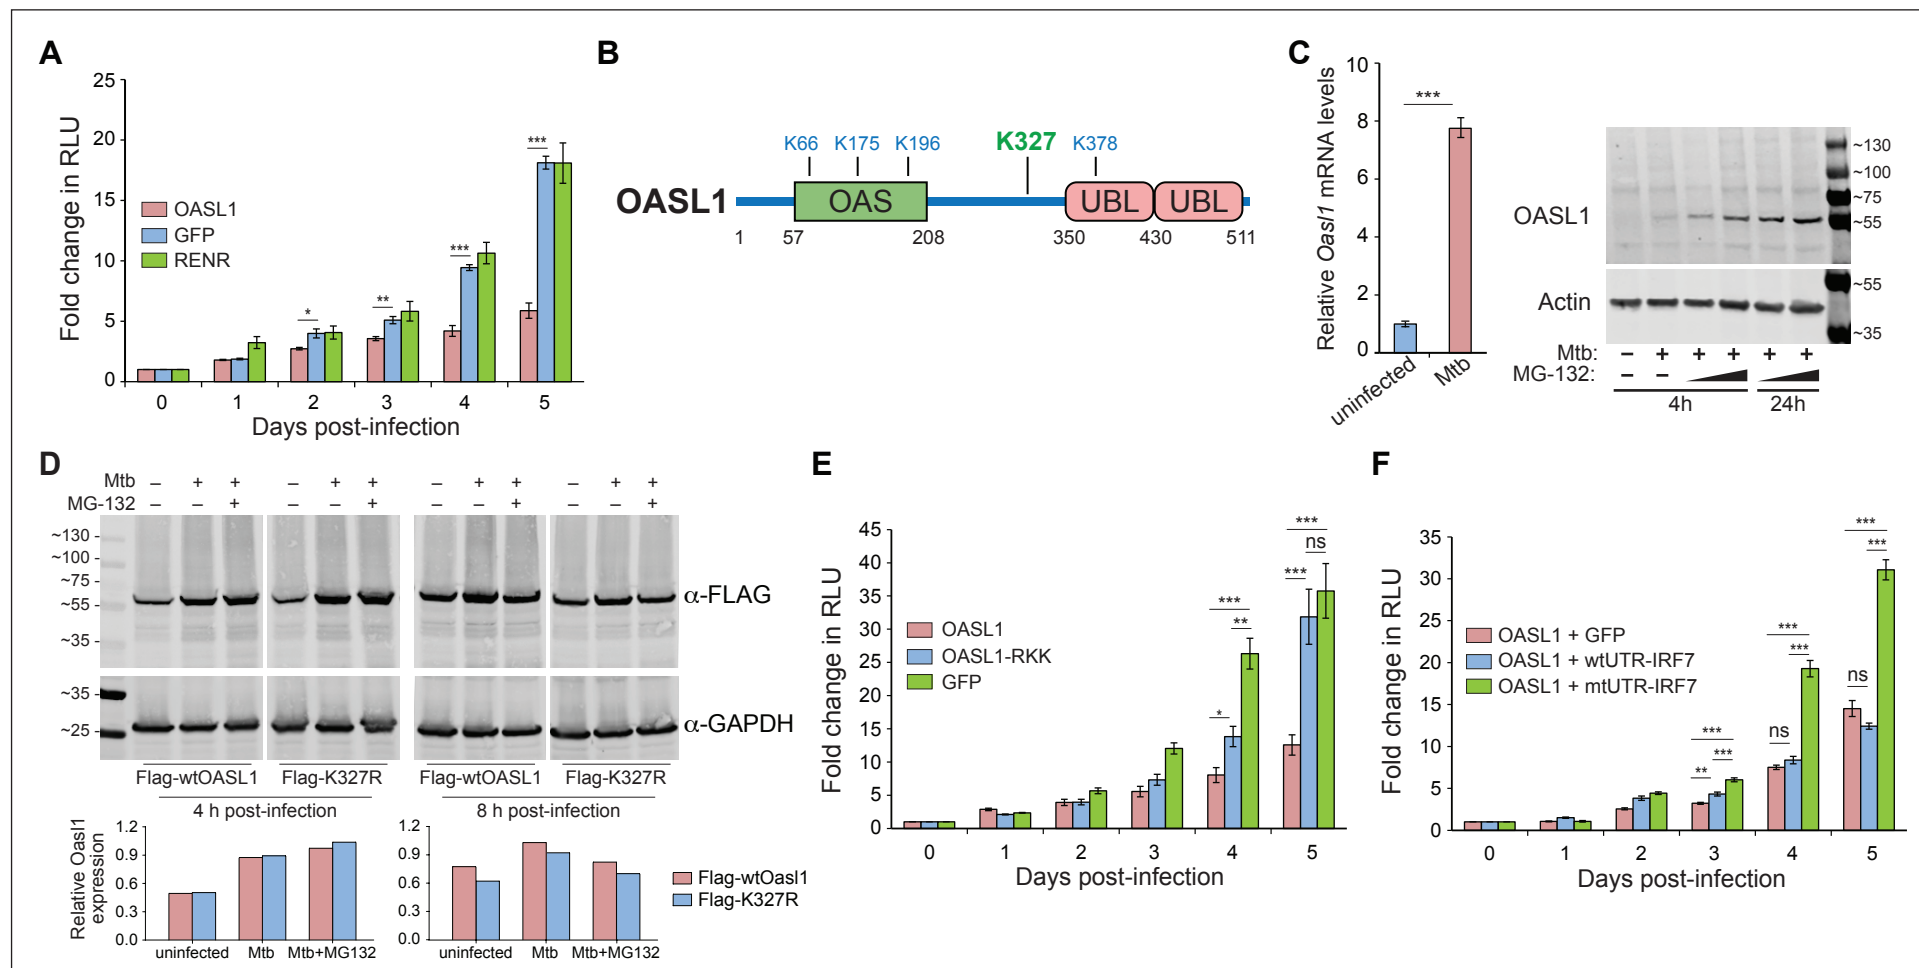 A
Fold change in RLU
25
20
15
10
5
0
OASL1
GFP
RENR
*
**
***
***
0 1 2 3 4 5
Days post-infection
B
K66 K175 K196 K327 K378
OASL1 OAS UBL UBL
1 57 208 350 430 511
C
Relative Oasl1 mRNA levels
10
8
6
4
2
0
***
uninfected
Mtb
OASL1
Actin
~130
~100
~75
~55
~55
~35
Mtb: – + + + + +
MG-132: – –
4h 24h
D
Mtb – + + – + + – + + – + +
MG-132 – – + – – + – – + – – +
~130
~100
~75
~55
~35
~35
~25
α-FLAG
α-GAPDH
Flag-wtOASL1 Flag-K327R Flag-wtOASL1 Flag-K327R
4 h post-infection 8 h post-infection
Relative Oasl1
expression
1.2
0.9
0.6
0.3
0.0
uninfected Mtb Mtb+MG132
1.2
0.9
0.6
0.3
0.0
uninfected Mtb Mtb+MG132
Flag-wtOasl1
Flag-K327R
E
Fold change in RLU
45
40
35
30
25
20
15
10
5
0
OASL1
OASL1-RKK
GFP
***
**
*
***
ns
***
0 1 2 3 4 5
Days post-infection
F
Fold change in RLU
35
30
25
20
15
10
5
0
OASL1 + GFP
OASL1 + wtUTR-IRF7
OASL1 + mtUTR-IRF7
***
***
**
***
***
ns
***
***
ns
0 1 2 3 4 5
Days post-infection